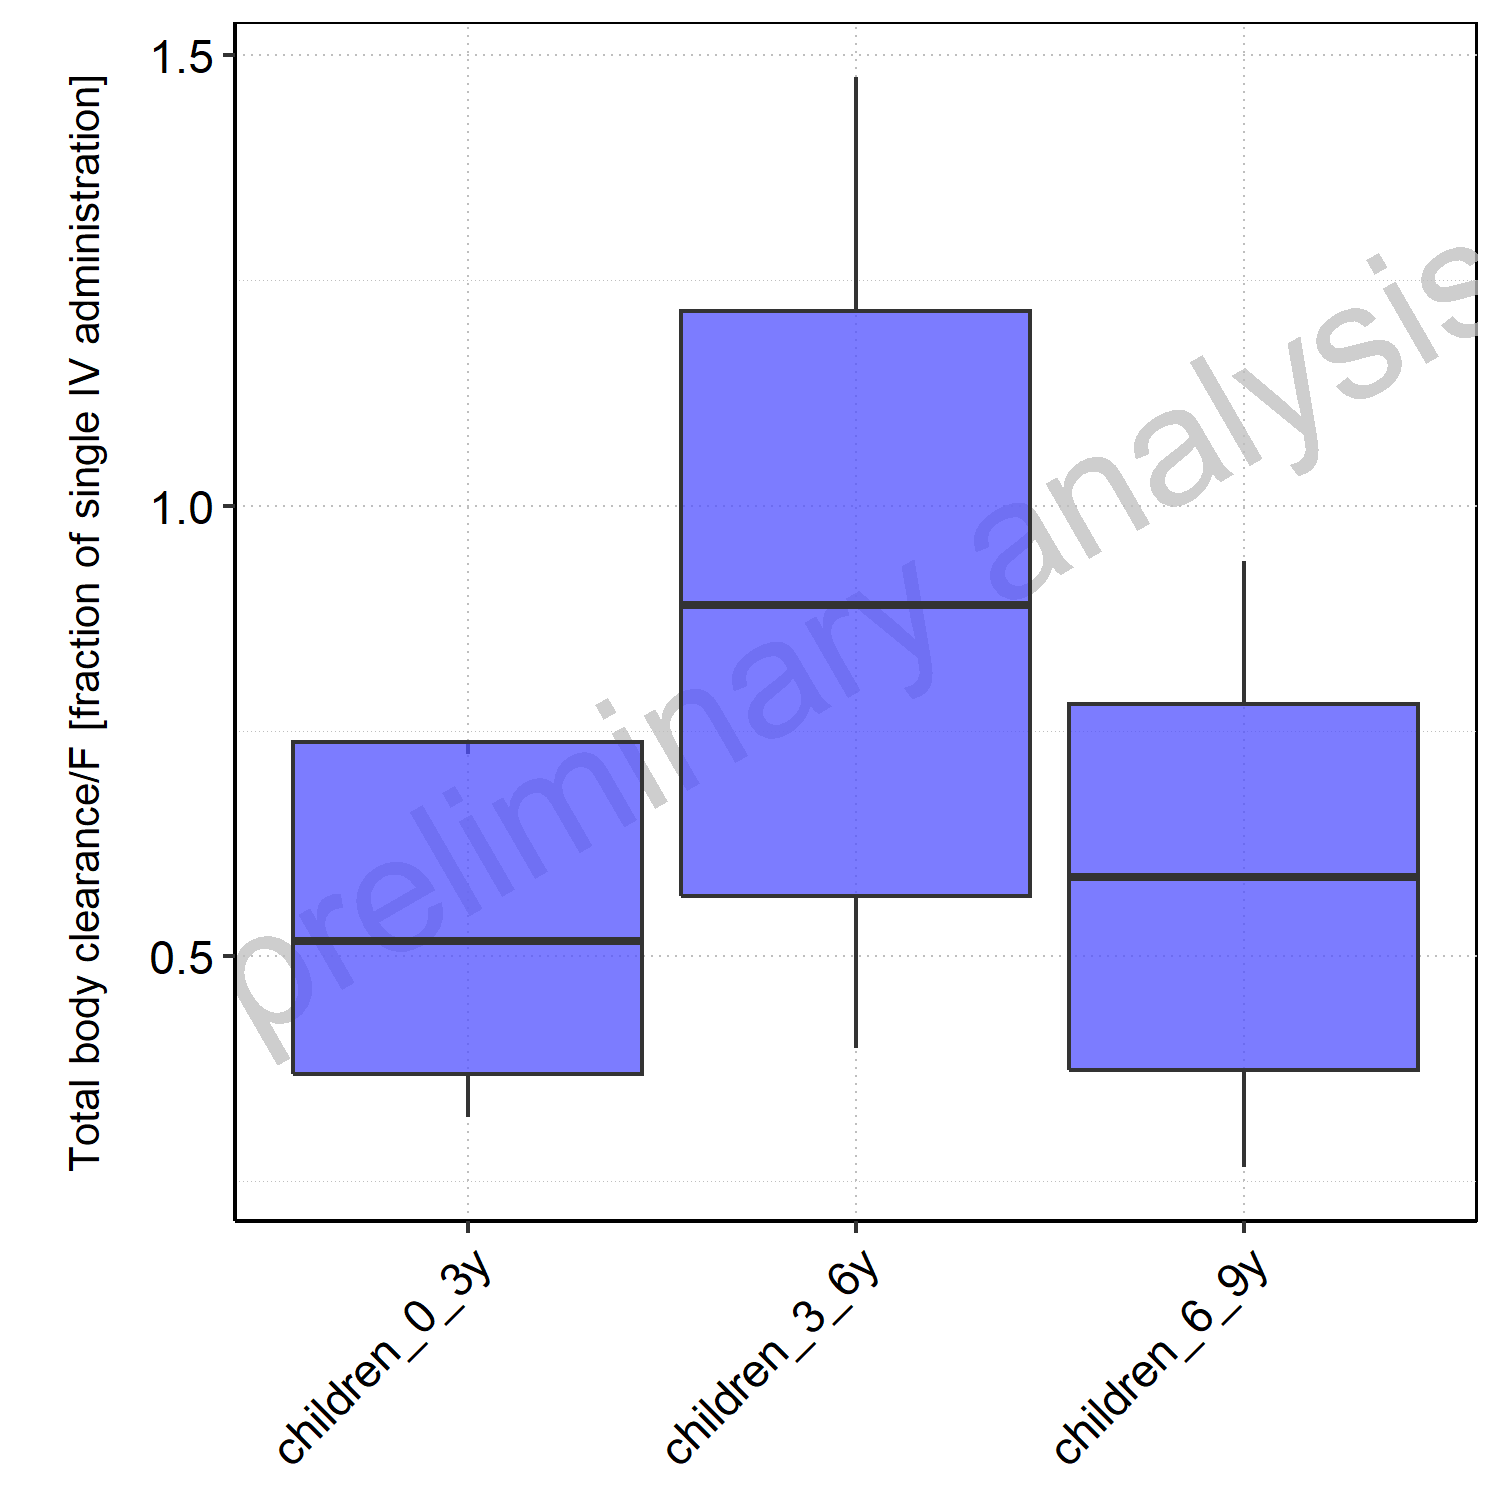 Total body clearance/F [fraction of single IV administration]
1.5
1.0
0.5
preliminary analysis
children_0_3y
children_3_6y
children_6_9y